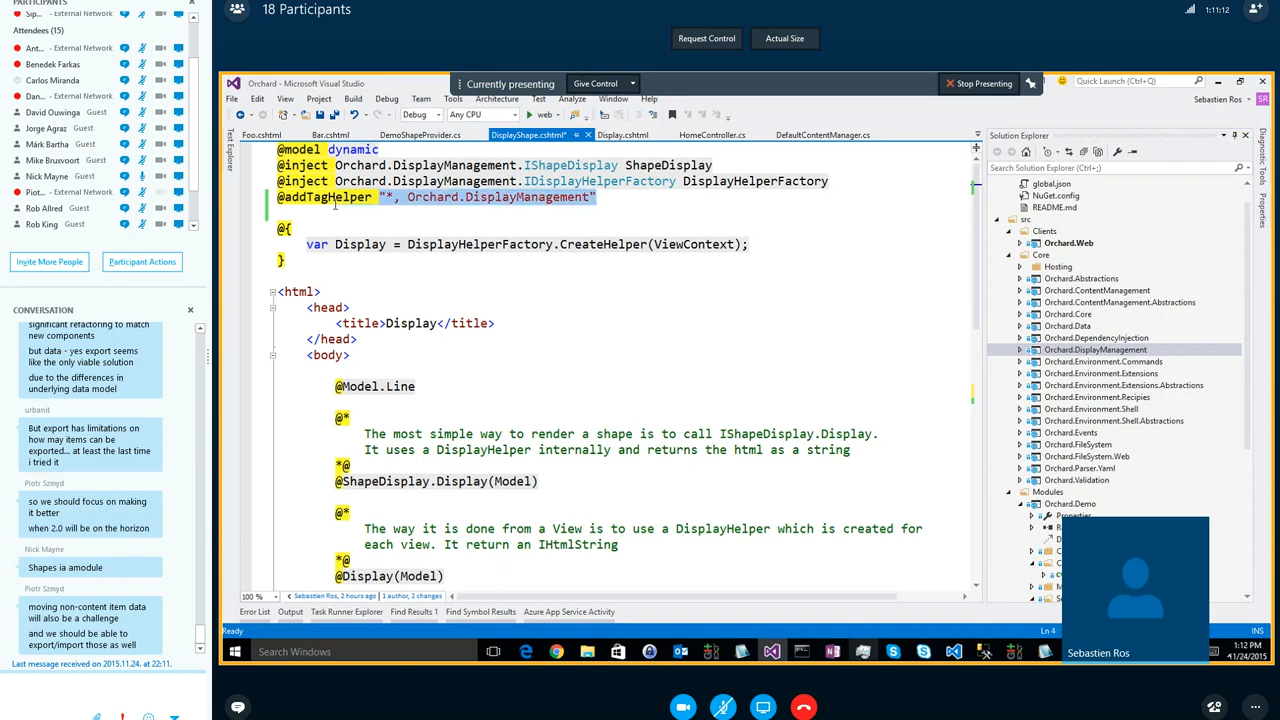 PARTICIPANTS
Sip... - External Network
Attendees (15)
Ant... - External Network
Benedek Farkas
Carlos Miranda
Dan... - External Network
David Ouwinga Guest
Jorge Agraz Guest
Márk Bartha Guest
Mike Bruxvoort Guest
Nick Mayne Guest
Piot... - External Network
Rob Allred Guest
Rob King Guest
Invite More People
Participant Actions
CONVERSATION
significant refactoring to match
new components
but data - yes export seems
like the only viable solution
due to the differences in
underlying data model
urbanit
But export has limitations on
how may items can be
exported... at least the last time
i tried it
Piotr Szmyd
so we should focus on making
it better
when 2.0 will be on the horizon
Nick Mayne
Shapes ia amodule
Piotr Szmyd
moving non-content item data
will also be a challenge
and we should be able to
export/import those as well
Last message received on 2015.11.24. at 22:11.
18 Participants
1:11:12
Request Control
Actual Size
Orchard - Microsoft Visual Studio
Currently presenting
Give Control
Stop Presenting
Quick Launch (Ctrl+Q)
File Edit View Project Build Debug Team Tools Architecture Test Analyze Window Help
Sebastien Ros SR
Debug Any CPU web
Test Explorer
Foo.cshtml Bar.cshtml DemoShapeProvider.cs DisplayShape.cshtml* Display.cshtml HomeController.cs DefaultContentManager.cs
@model dynamic
@inject Orchard.DisplayManagement.IShapeDisplay ShapeDisplay
@inject Orchard.DisplayManagement.IDisplayHelperFactory DisplayHelperFactory
@addTagHelper "*, Orchard.DisplayManagement"
@{
var Display = DisplayHelperFactory.CreateHelper(ViewContext);
}
<html>
<head>
<title>Display</title>
</head>
<body>
@Model.Line
@*
The most simple way to render a shape is to call IShapeDisplay.Display.
It uses a DisplayHelper internally and returns the html as a string
*@
@ShapeDisplay.Display(Model)
@*
The way it is done from a View is to use a DisplayHelper which is created for
each view. It return an IHtmlString
*@
@Display(Model)
100 %
Sebastien Ros, 2 hours ago | 1 author, 2 changes
Error List Output Task Runner Explorer Find Results 1 Find Symbol Results Azure App Service Activity
Ready
Ln 4
INS
Solution Explorer
Search Solution Explorer (Ctrl+;)
global.json
NuGet.config
README.md
src
Clients
Orchard.Web
Core
Hosting
Orchard.Abstractions
Orchard.ContentManagement
Orchard.ContentManagement.Abstractions
Orchard.Core
Orchard.Data
Orchard.DependencyInjection
Orchard.DisplayManagement
Orchard.Environment.Commands
Orchard.Environment.Extensions
Orchard.Environment.Extensions.Abstractions
Orchard.Environment.Recipies
Orchard.Environment.Shell
Orchard.Environment.Shell.Abstractions
Orchard.Events
Orchard.FileSystem
Orchard.FileSystem.Web
Orchard.Parser.Yaml
Orchard.Validation
Modules
Orchard.Demo
Properties
Sebastien Ros
Search Windows
1:12 PM
11/24/2015